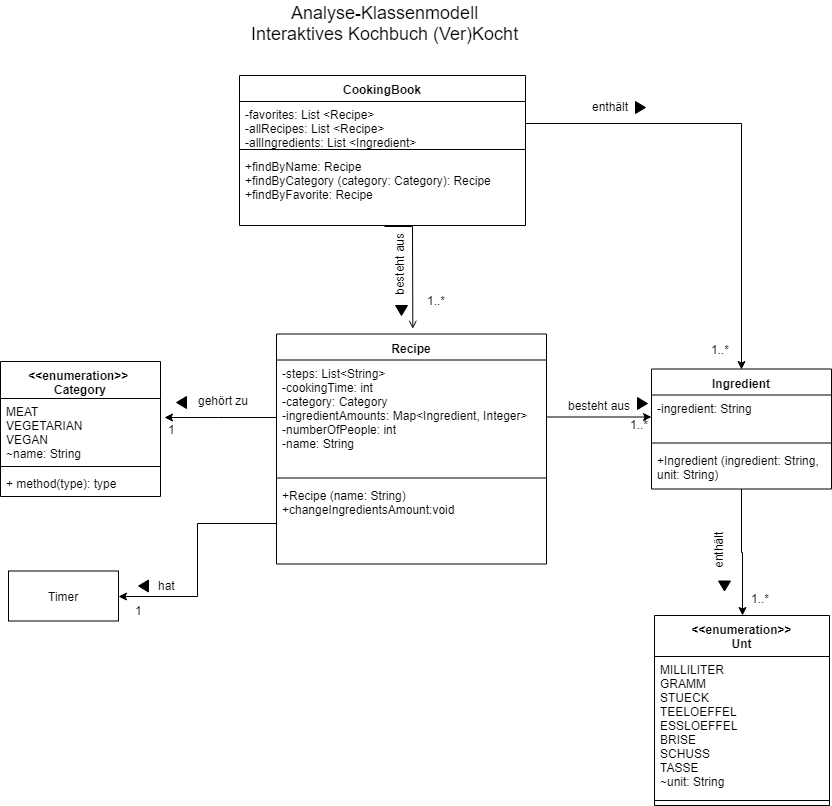 Analyse-Klassenmodell
Interaktives Kochbuch (Ver)Kocht
CookingBook
-favorites: List <Recipe>
-allRecipes: List <Recipe>
-allIngredients: List <Ingredient>
+findByName: Recipe
+findByCategory (category: Category): Recipe
+findByFavorite: Recipe
enthält
besteht aus
1..*
1..*
Recipe
-steps: List<String>
-cookingTime: int
-category: Category
-ingredientAmounts: Map<Ingredient, Integer>
-numberOfPeople: int
-name: String
+Recipe (name: String)
+changeIngredientsAmount:void
<<enumeration>>
Category
MEAT
VEGETARIAN
VEGAN
~name: String
+ method(type): type
gehört zu
1
besteht aus
1..*
Ingredient
-ingredient: String
+Ingredient (ingredient: String,
unit: String)
hat
1
Timer
enthält
1..*
<<enumeration>>
Unt
MILLILITER
GRAMM
STUECK
TEELOEFFEL
ESSLOEFFEL
BRISE
SCHUSS
TASSE
~unit: String